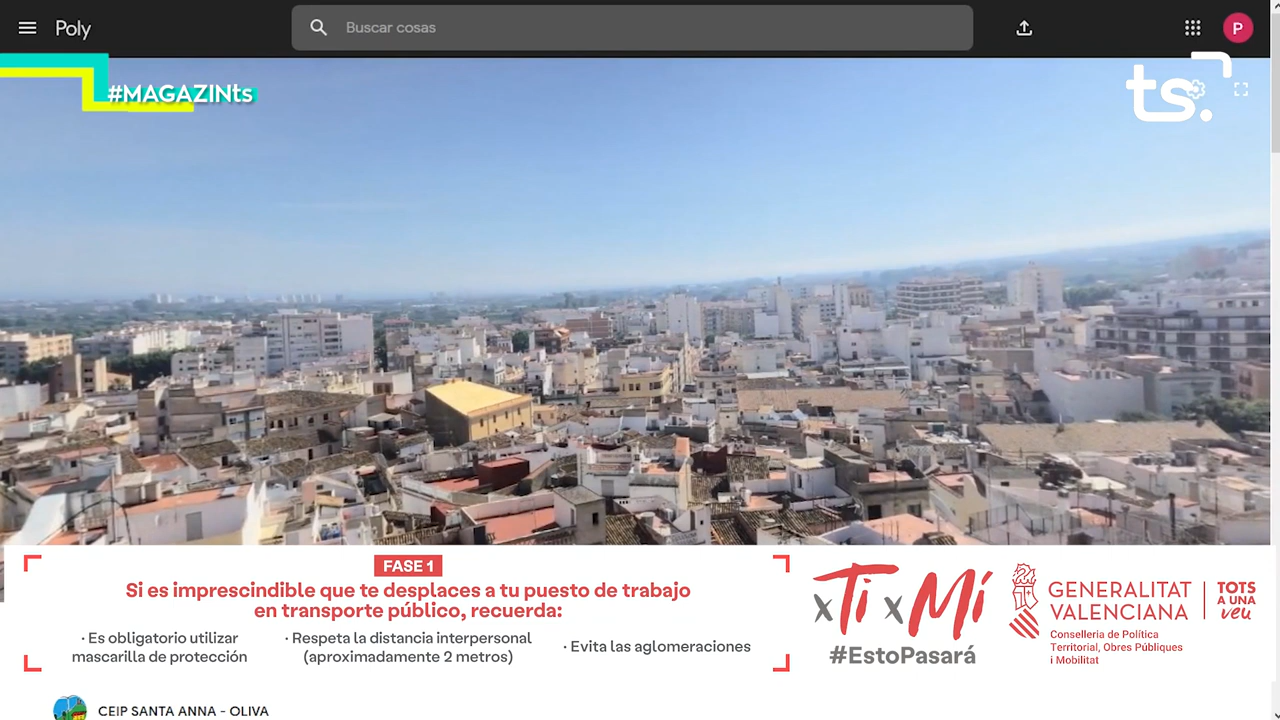 Poly
Buscar cosas
P
#MAGAZINts
ts.
FASE 1
Si es imprescindible que te desplaces a tu puesto de trabajo
en transporte público, recuerda:
· Es obligatorio utilizar
mascarilla de protección
· Respeta la distancia interpersonal
(aproximadamente 2 metros)
· Evita las aglomeraciones
xTi xMí
#EstoPasará
GENERALITAT
VALENCIANA
Conselleria de Política
Territorial, Obres Públiques
i Mobilitat
TOTS
A UNA
veu
CEIP SANTA ANNA - OLIVA